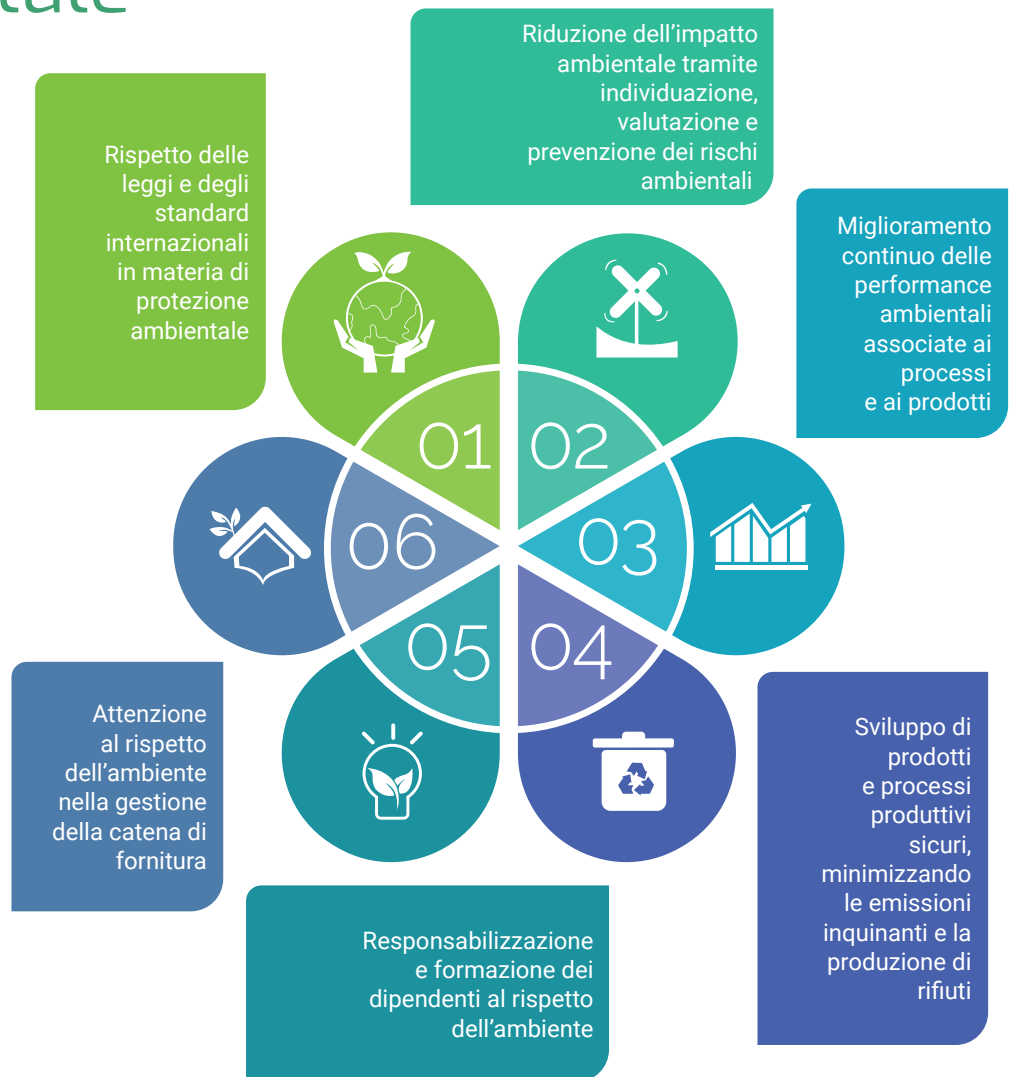 Riduzione dell’impatto
ambientale tramite
individuazione,
valutazione e
prevenzione dei rischi
ambientali
Rispetto delle
leggi e degli
standard
internazionali
in materia di
protezione
ambientale
Miglioramento
continuo delle
performance
ambientali
associate ai
processi
e ai prodotti
01
02
03
04
05
06
Attenzione
al rispetto
dell’ambiente
nella gestione
della catena di
fornitura
Sviluppo di
prodotti
e processi
produttivi
sicuri,
minimizzando
le emissioni
inquinanti e la
produzione di
rifiuti
Responsabilizzazione
e formazione dei
dipendenti al rispetto
dell’ambiente